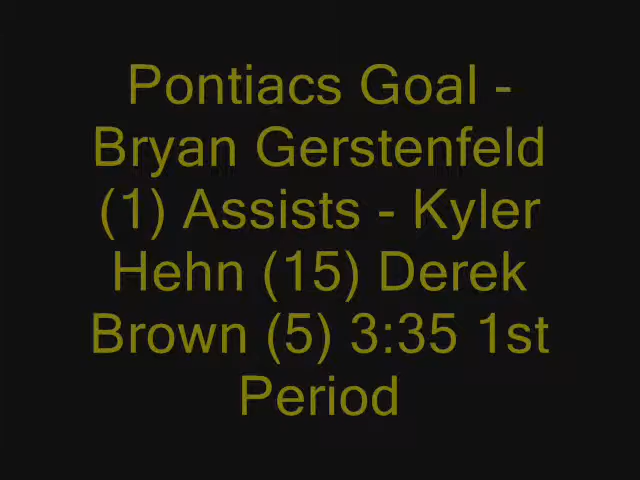 Pontiacs Goal -
Bryan Gerstenfeld
(1) Assists - Kyler
Hehn (15) Derek
Brown (5) 3:35 1st
Period